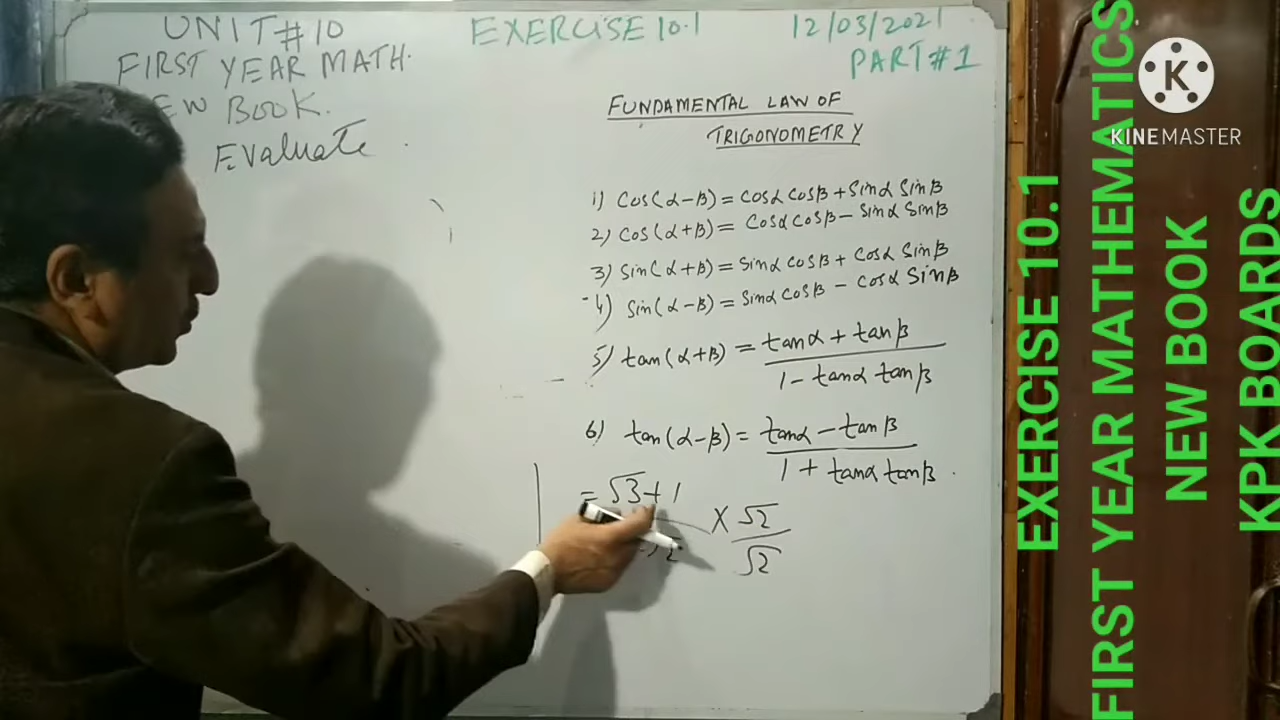 UNIT#10
FIRST YEAR MATH.
EW BOOK.
Evaluate
EXERCISE 10.1
12/03/2021
PART#1
FUNDAMENTAL LAW OF
TRIGONOMETRY
1) Cos(α-β) = Cosα Cosβ + Sinα Sinβ
2) Cos(α+β) = Cosα Cosβ - Sinα Sinβ
3) Sin(α+β) = Sinα Cosβ + Cosα Sinβ
4) Sin(α-β) = Sinα Cosβ - Cosα Sinβ
5) tan(α+β) = tanα + tanβ
1 - tanα tanβ
6) tan(α-β) = tanα - tanβ
1 + tanα tanβ.
= √3+1 × √2
√2 √2
K
KINEMASTER
EXERCISE 10.1
FIRST YEAR MATHEMATICS
NEW BOOK
KPK BOARDS